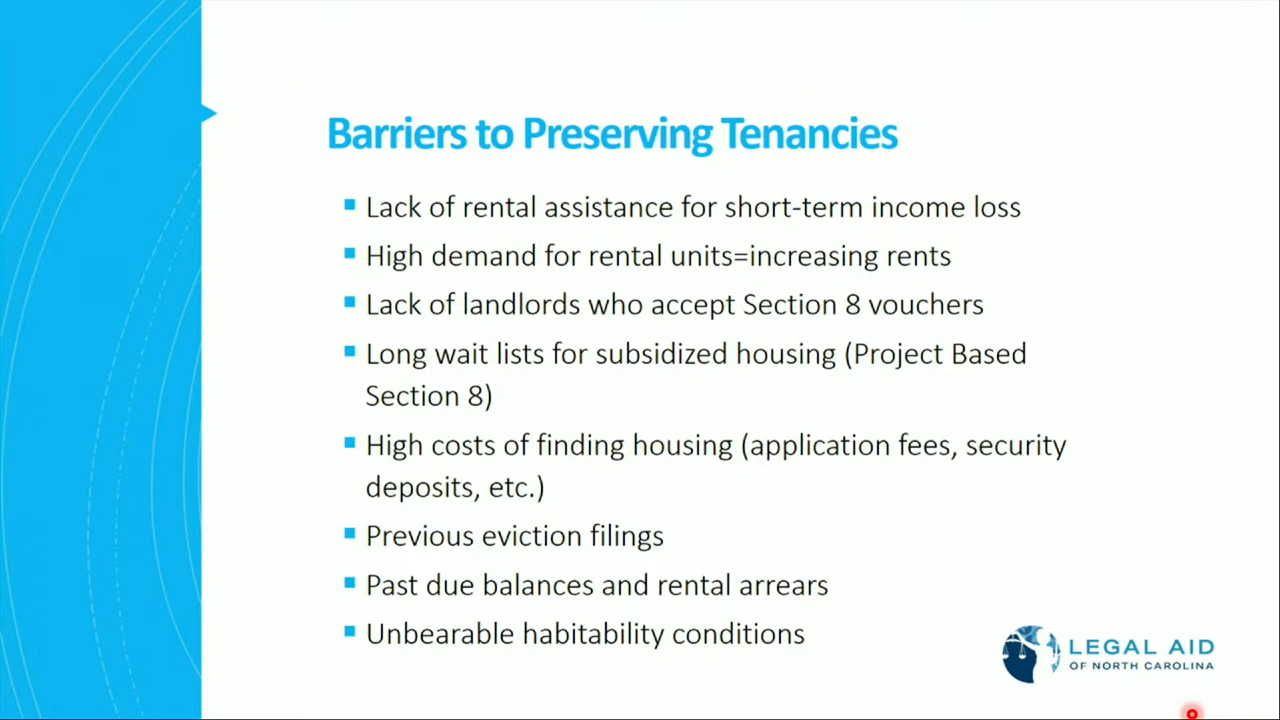 Barriers to Preserving Tenancies
Lack of rental assistance for short-term income loss
High demand for rental units=increasing rents
Lack of landlords who accept Section 8 vouchers
Long wait lists for subsidized housing (Project Based
Section 8)
High costs of finding housing (application fees, security
deposits, etc.)
Previous eviction filings
Past due balances and rental arrears
Unbearable habitability conditions
LEGAL AID
OF NORTH CAROLINA